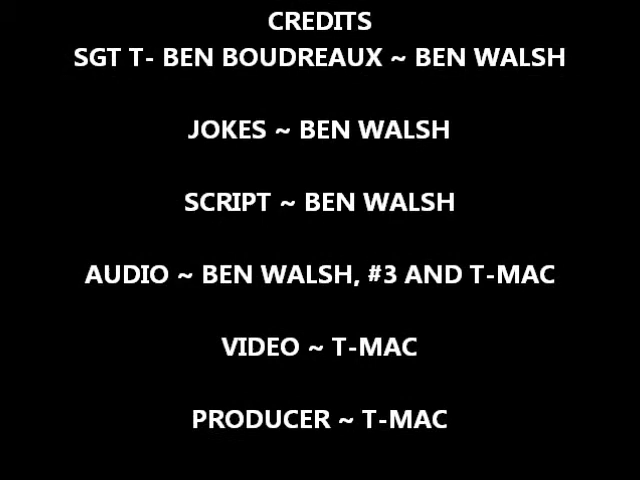 CREDITS
SGT T- BEN BOUDREAUX ~ BEN WALSH
JOKES ~ BEN WALSH
SCRIPT ~ BEN WALSH
AUDIO ~ BEN WALSH, #3 AND T-MAC
VIDEO ~ T-MAC
PRODUCER ~ T-MAC